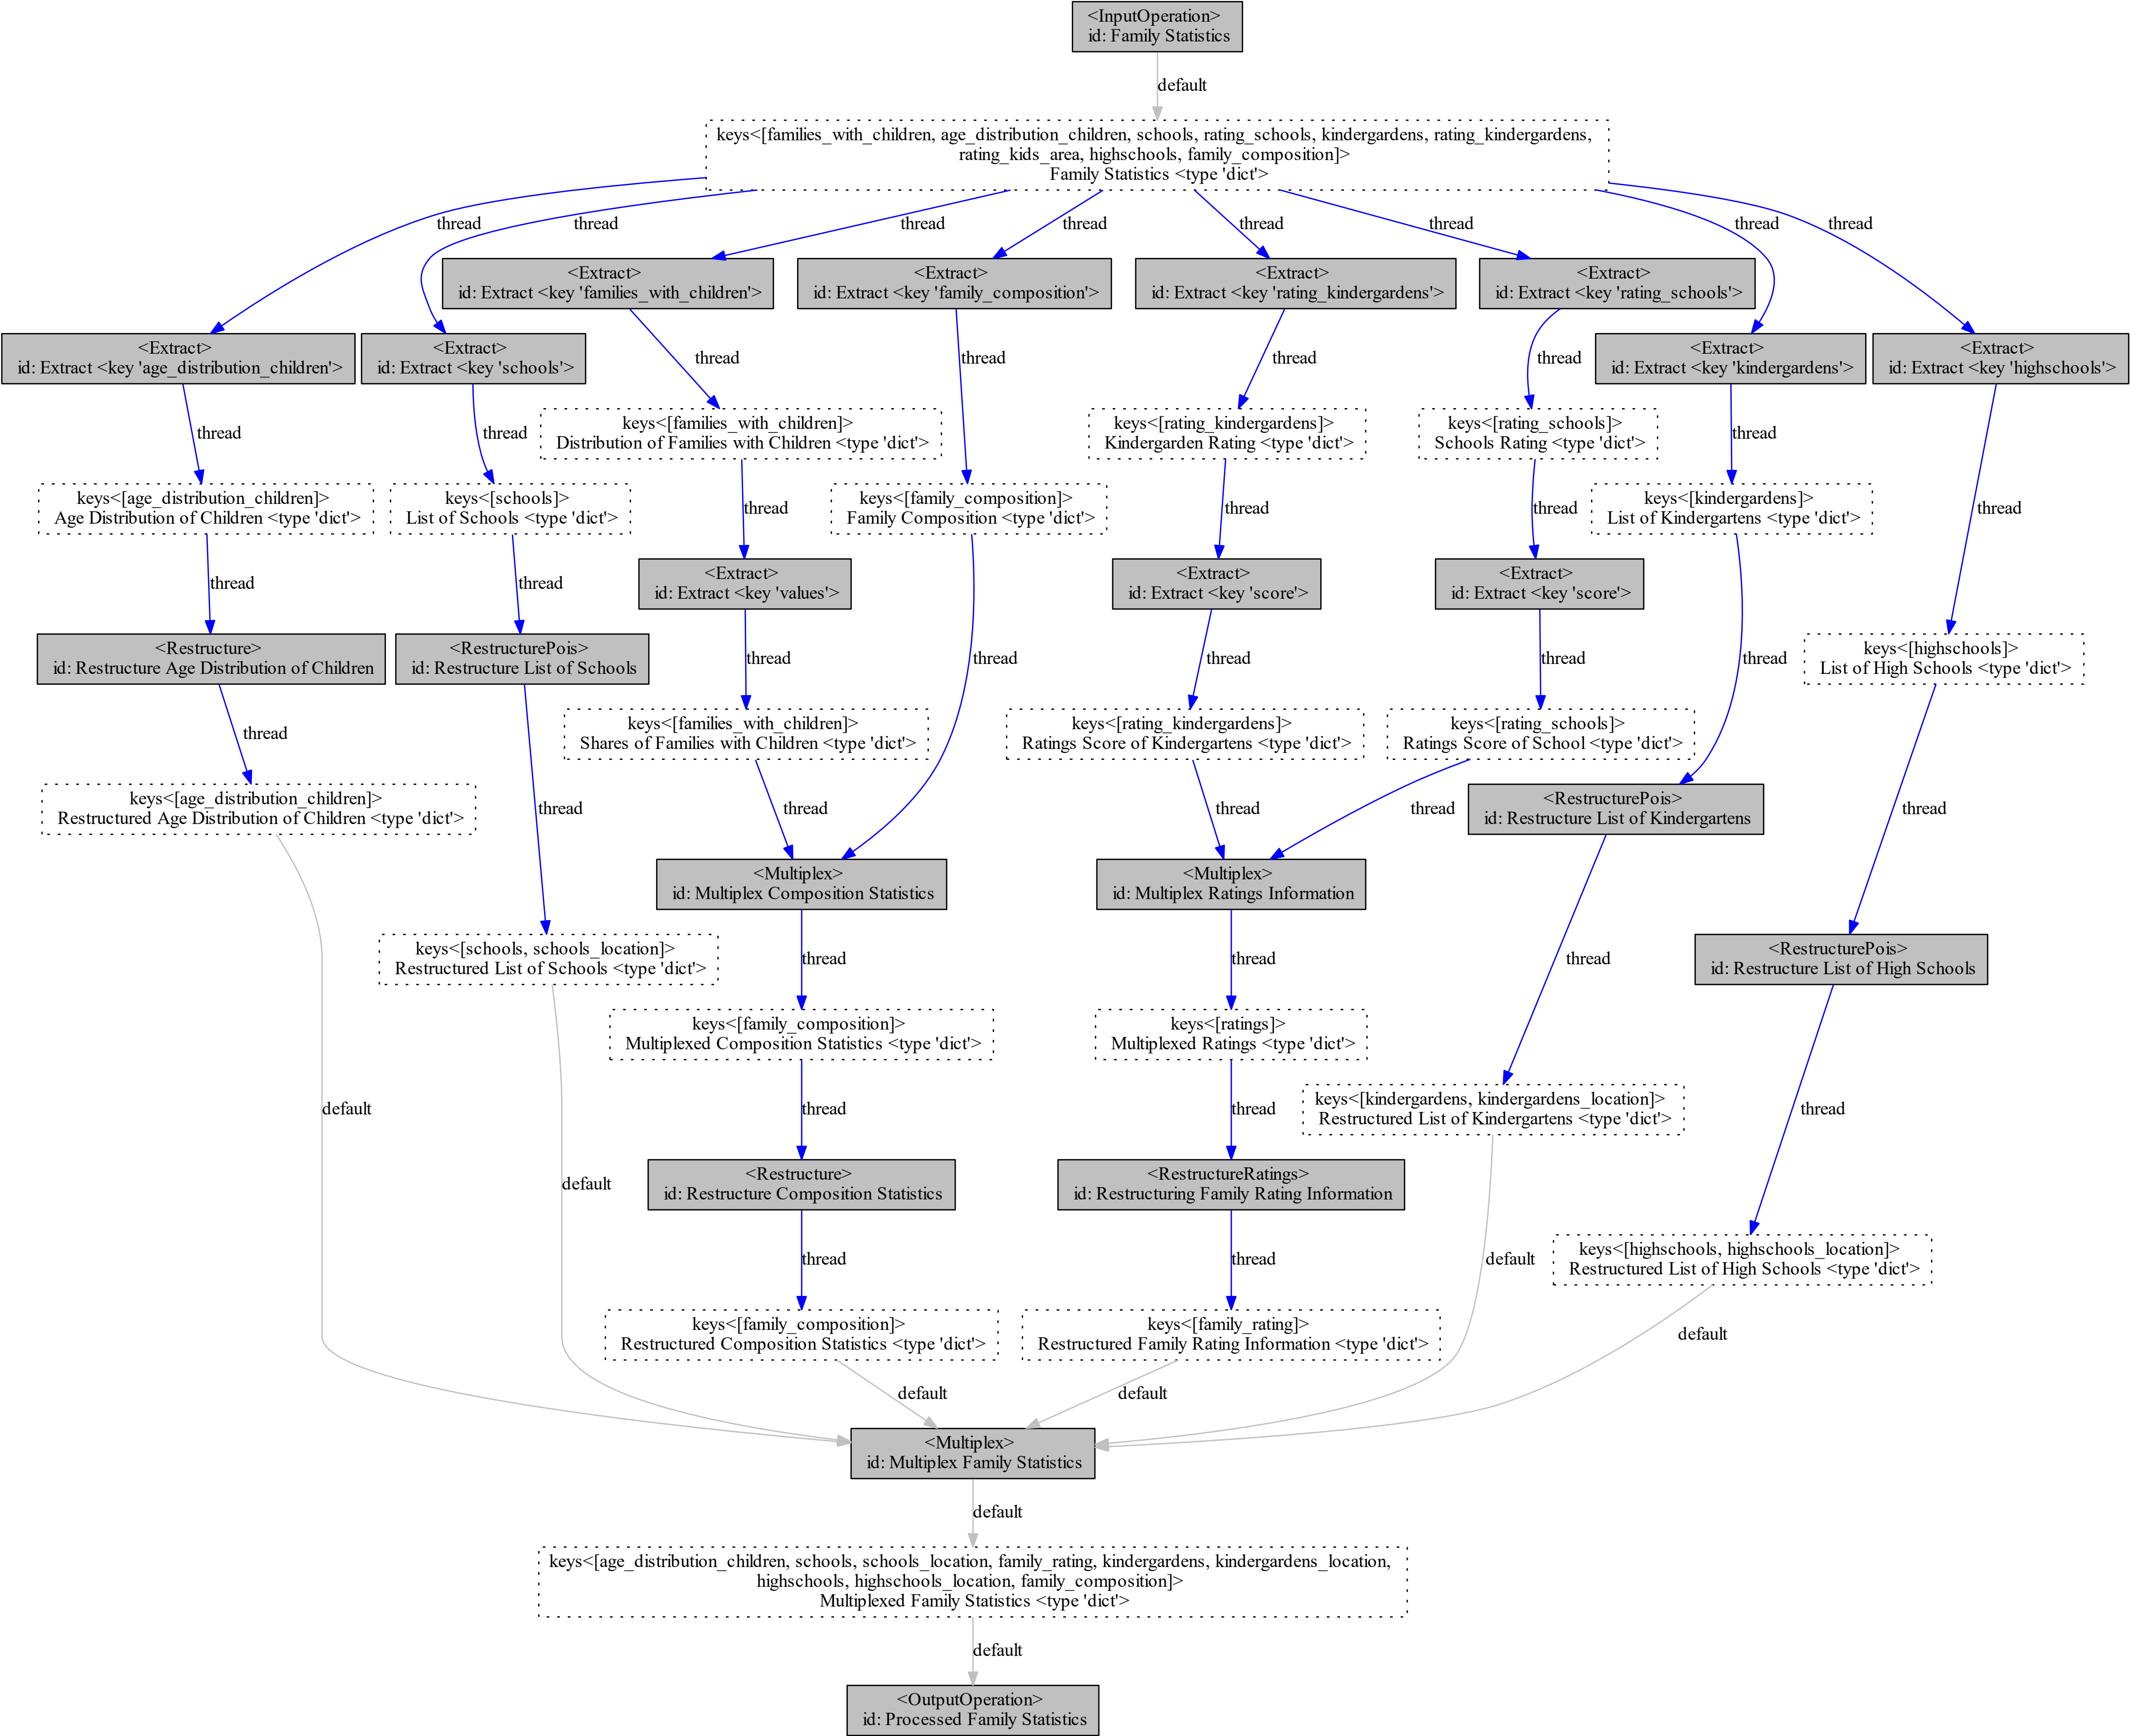 <InputOperation>
id: Family Statistics
default
keys<[families_with_children, age_distribution_children, schools, rating_schools, kindergardens, rating_kindergardens,
rating_kids_area, highschools, family_composition]>
Family Statistics <type 'dict'>
thread
thread
thread
thread
thread
thread
thread
thread
<Extract>
id: Extract <key 'families_with_children'>
<Extract>
id: Extract <key 'family_composition'>
<Extract>
id: Extract <key 'rating_kindergardens'>
<Extract>
id: Extract <key 'rating_schools'>
<Extract>
id: Extract <key 'age_distribution_children'>
<Extract>
id: Extract <key 'schools'>
<Extract>
id: Extract <key 'kindergardens'>
<Extract>
id: Extract <key 'highschools'>
thread
thread
thread
thread
thread
thread
thread
keys<[families_with_children]>
Distribution of Families with Children <type 'dict'>
keys<[rating_kindergardens]>
Kindergarden Rating <type 'dict'>
keys<[rating_schools]>
Schools Rating <type 'dict'>
keys<[age_distribution_children]>
Age Distribution of Children <type 'dict'>
keys<[schools]>
List of Schools <type 'dict'>
keys<[family_composition]>
Family Composition <type 'dict'>
keys<[kindergardens]>
List of Kindergartens <type 'dict'>
thread
thread
thread
thread
thread
thread
<Extract>
id: Extract <key 'values'>
<Extract>
id: Extract <key 'score'>
<Extract>
id: Extract <key 'score'>
<Restructure>
id: Restructure Age Distribution of Children
<RestructurePois>
id: Restructure List of Schools
thread
thread
thread
thread
thread
keys<[highschools]>
List of High Schools <type 'dict'>
keys<[families_with_children]>
Shares of Families with Children <type 'dict'>
keys<[rating_kindergardens]>
Ratings Score of Kindergartens <type 'dict'>
keys<[rating_schools]>
Ratings Score of School <type 'dict'>
thread
keys<[age_distribution_children]>
Restructured Age Distribution of Children <type 'dict'>
thread
thread
thread
thread
<RestructurePois>
id: Restructure List of Kindergartens
thread
<Multiplex>
id: Multiplex Composition Statistics
<Multiplex>
id: Multiplex Ratings Information
keys<[schools, schools_location]>
Restructured List of Schools <type 'dict'>
thread
thread
thread
<RestructurePois>
id: Restructure List of High Schools
keys<[family_composition]>
Multiplexed Composition Statistics <type 'dict'>
keys<[ratings]>
Multiplexed Ratings <type 'dict'>
default
thread
thread
keys<[kindergardens, kindergardens_location]>
Restructured List of Kindergartens <type 'dict'>
thread
default
<Restructure>
id: Restructure Composition Statistics
<RestructureRatings>
id: Restructuring Family Rating Information
thread
thread
default
keys<[highschools, highschools_location]>
Restructured List of High Schools <type 'dict'>
keys<[family_composition]>
Restructured Composition Statistics <type 'dict'>
keys<[family_rating]>
Restructured Family Rating Information <type 'dict'>
default
default
default
<Multiplex>
id: Multiplex Family Statistics
default
keys<[age_distribution_children, schools, schools_location, family_rating, kindergardens, kindergardens_location,
highschools, highschools_location, family_composition]>
Multiplexed Family Statistics <type 'dict'>
default
<OutputOperation>
id: Processed Family Statistics